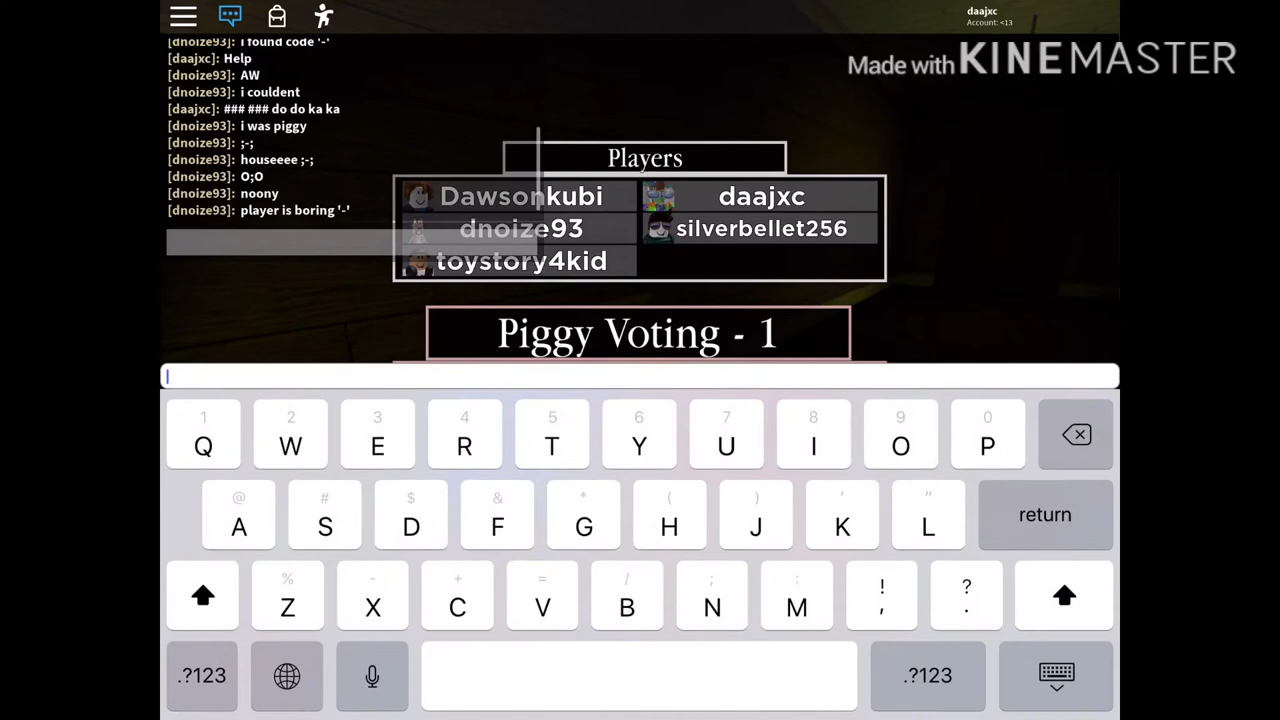 daajxc
Account: <13
Made with KINEMASTER
[dnoize93]: i found code '-'
[daajxc]: Help
[dnoize93]: AW
[dnoize93]: i couldent
[daajxc]: ### ### do do ka ka
[dnoize93]: i was piggy
[dnoize93]: ;-;
[dnoize93]: houseeee ;-;
[dnoize93]: O;O
[dnoize93]: noony
[dnoize93]: player is boring '-'
Players
Dawsonkubi daajxc
dnoize93 silverbellet256
toystory4kid
Piggy Voting - 1
1 2 3 4 5 6 7 8 9 0
Q W E R T Y U I O P
@ # $ & * ( ) ' "
A S D F G H J K L return
% - + = / ; : ! ?
Z X C V B N M , .
.?123 .?123